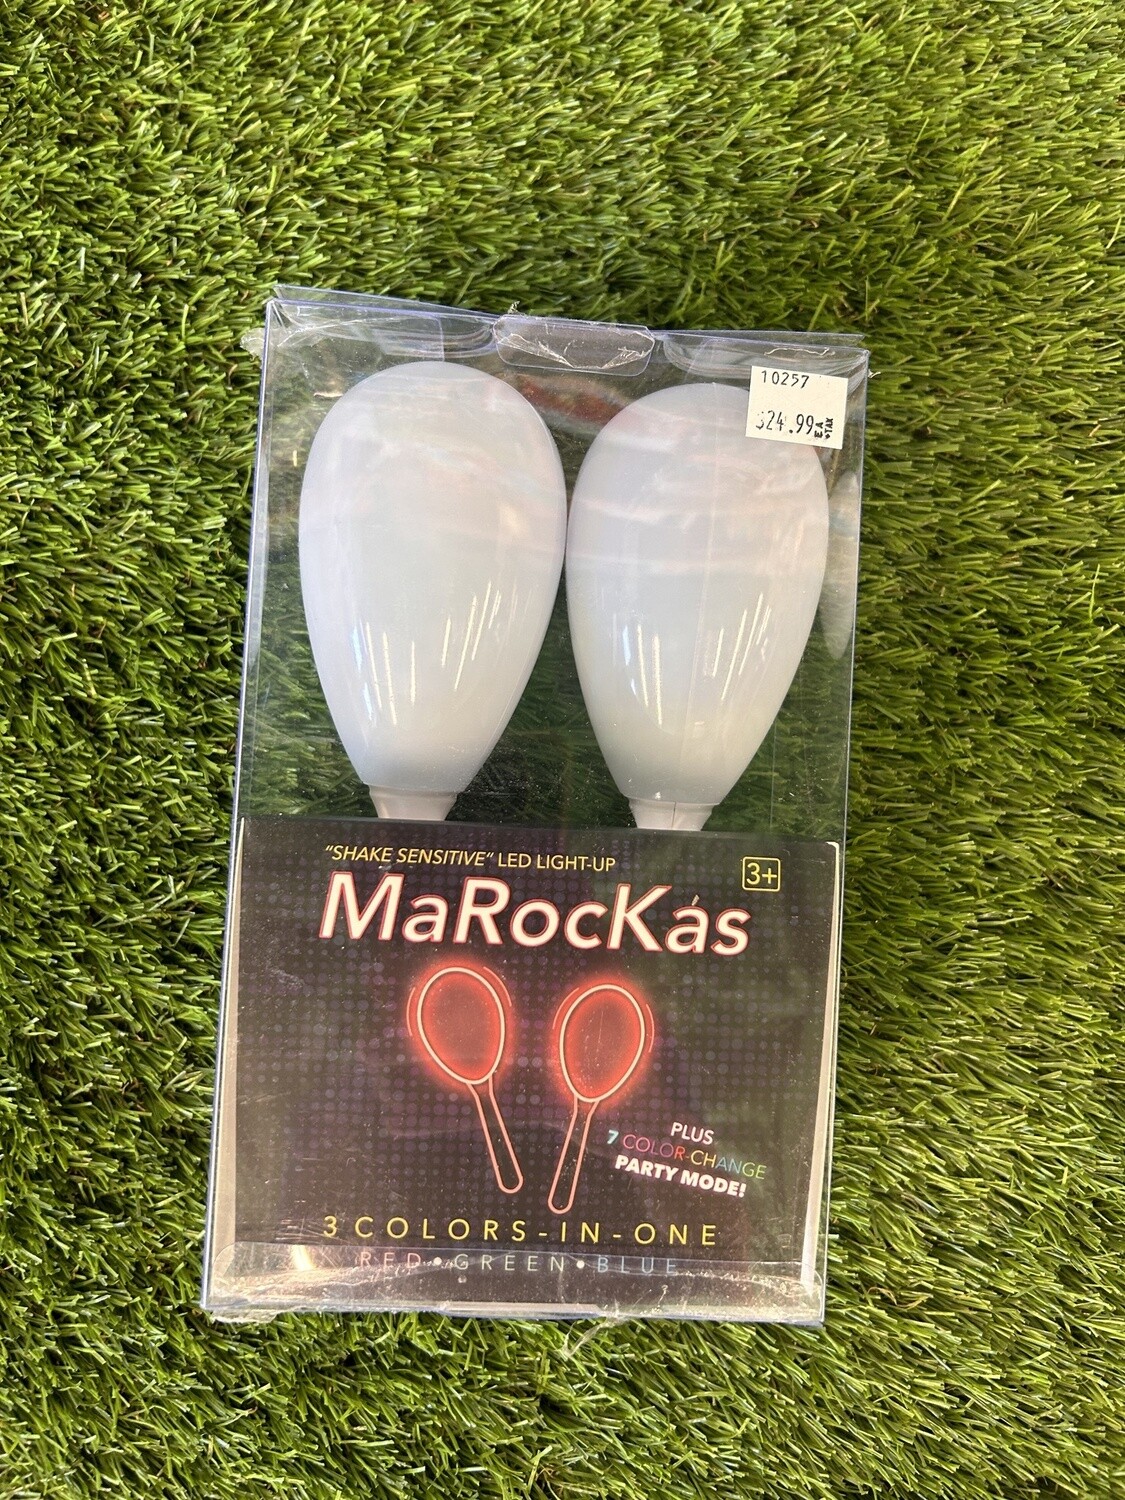 10257
$24.99 EA
+TAX
"SHAKE SENSITIVE" LED LIGHT-UP
3+
MaRocKás
PLUS
7 COLOR-CHANGE
PARTY MODE!
3 COLORS-IN-ONE
RED•GREEN•BLUE